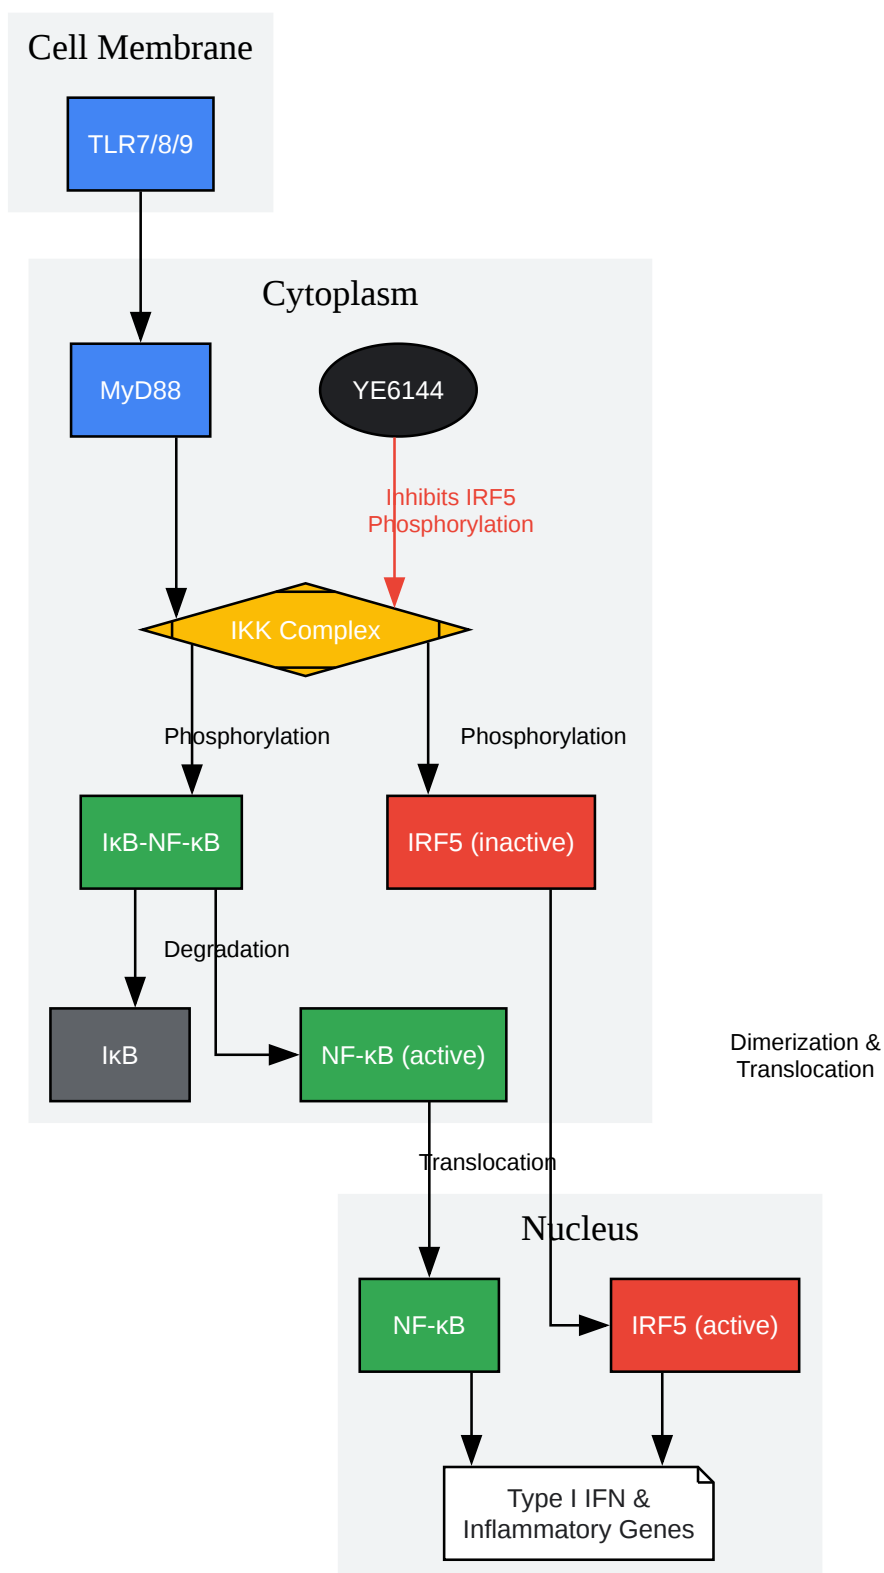 Cell Membrane
TLR7/8/9
Cytoplasm
MyD88
YE6144
Inhibits IRF5
Phosphorylation
IKK Complex
Phosphorylation
Phosphorylation
IκB-NF-κB
IRF5 (inactive)
Degradation
IκB
NF-κB (active)
Dimerization &
Translocation
Translocation
Nucleus
NF-κB
IRF5 (active)
Type I IFN &
Inflammatory Genes